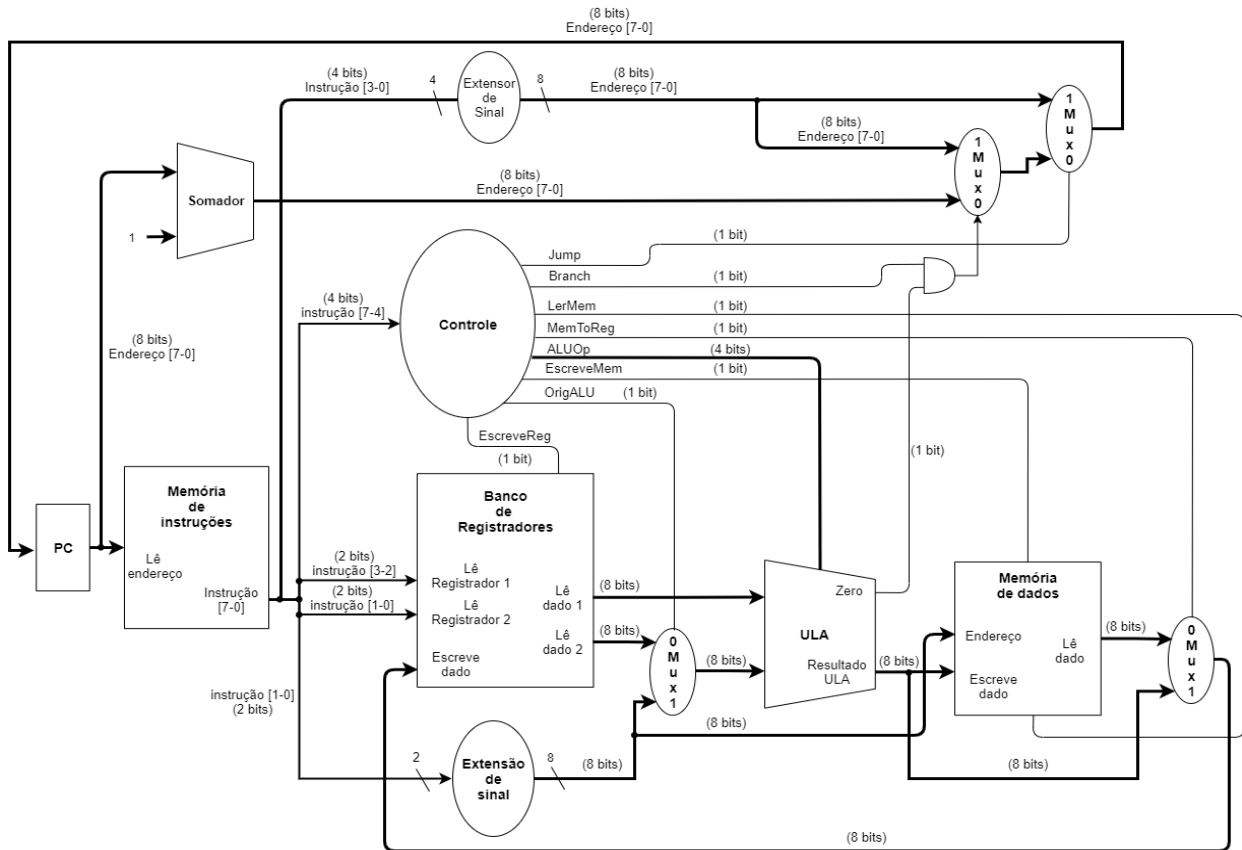 (8 bits)
Endereço [7-0]
(4 bits)
Instrução [3-0]
4
Extensor
de
Sinal
8
(8 bits)
Endereço [7-0]
1
M
u
x
0
(8 bits)
Endereço [7-0]
1
M
u
x
0
Somador
1
(8 bits)
Endereço [7-0]
(8 bits)
Endereço [7-0]
(4 bits)
instrução [7-4]
Controle
Jump
(1 bit)
Branch
(1 bit)
LerMem
(1 bit)
MemToReg
(1 bit)
ALUOp
(4 bits)
EscreveMem
(1 bit)
OrigALU
(1 bit)
EscreveReg
(1 bit)
(1 bit)
PC
Memória
de
instruções
Lê
endereço
Instrução
[7-0]
(2 bits)
instrução [3-2]
(2 bits)
instrução [1-0]
Banco
de
Registradores
Lê
Registrador 1
Lê
Registrador 2
Escreve
dado
Lê
dado 1
Lê
dado 2
(8 bits)
(8 bits)
0
M
u
x
1
(8 bits)
ULA
Zero
Resultado
ULA
(8 bits)
Memória
de dados
Endereço
Escreve
dado
Lê
dado
(8 bits)
0
M
u
x
1
instrução [1-0]
(2 bits)
2
Extensão
de
sinal
8
(8 bits)
(8 bits)
(8 bits)
(8 bits)